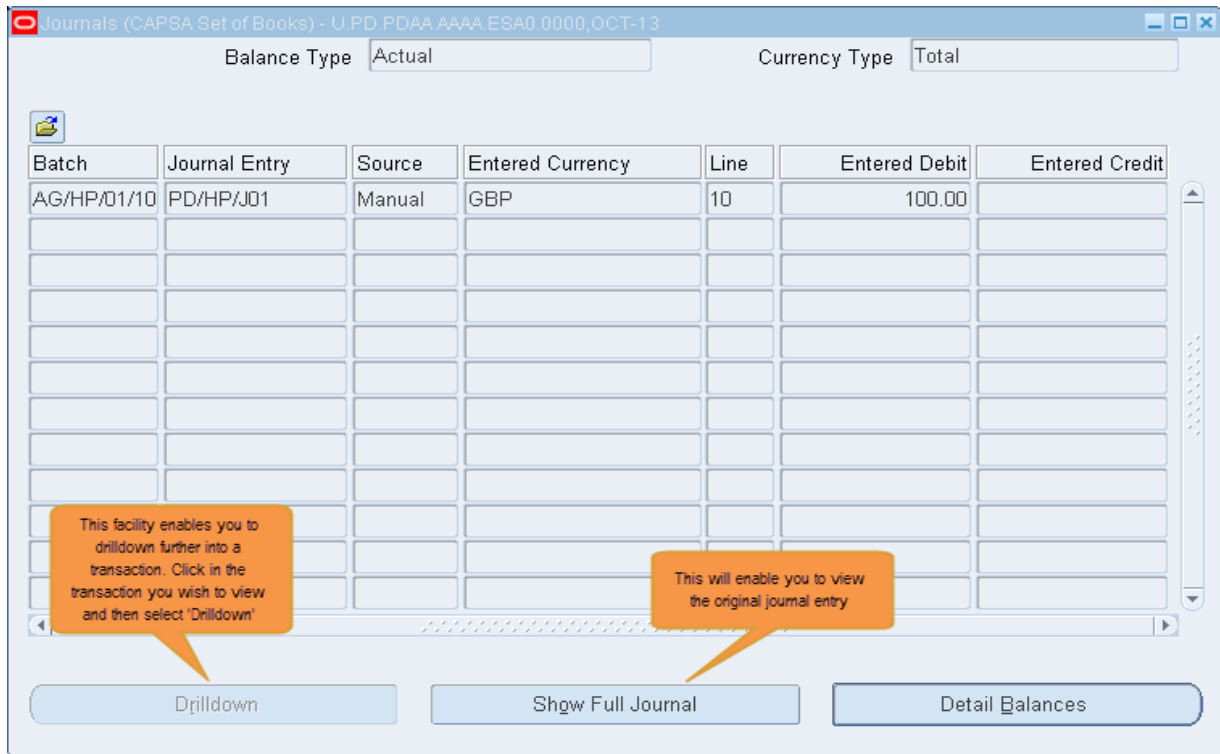 Journals (CAPSA Set of Books) - U.PD.PDAA.AAAA.ESA0.0000,OCT-13
Balance Type Actual Currency Type Total
Batch Journal Entry Source Entered Currency Line Entered Debit Entered Credit
AG/HP/01/10 PD/HP/J01 Manual GBP 10 100.00
This facility enables you to
drilldown further into a
transaction. Click in the
transaction you wish to view
and then select 'Drilldown'
This will enable you to view
the original journal entry
Drilldown Show Full Journal Detail Balances